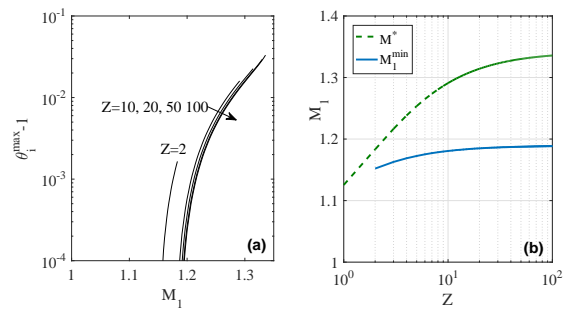 10⁻¹
10⁻²
10⁻³
10⁻⁴
θᵢᵐᵃˣ-1
Z=10, 20, 50 100
Z=2
(a)
1 1.1 1.2 1.3
M₁
1.4
1.3
1.2
1.1
1
M₁
M*
M₁ᵐⁱⁿ
(b)
10⁰ 10¹ 10²
Z